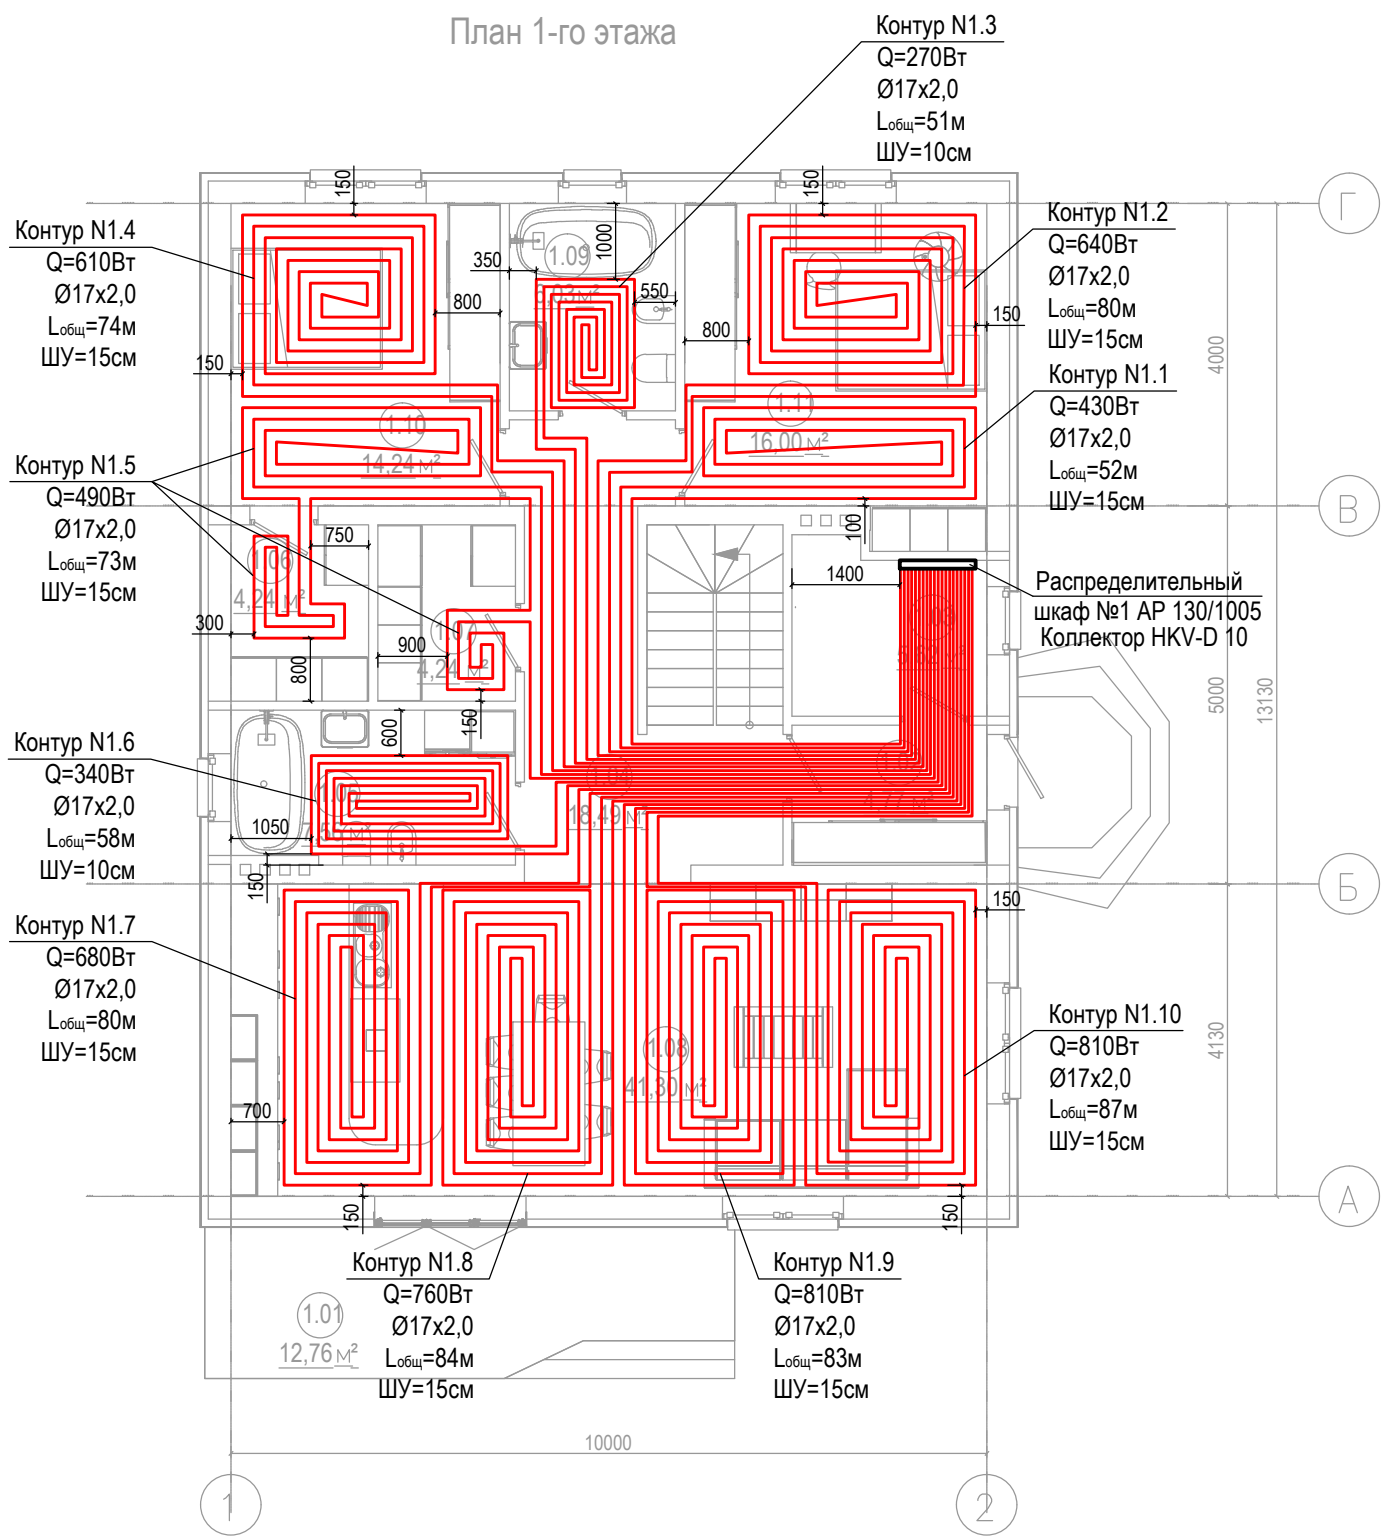 План 1-го этажа
Контур N1.3
Q=270Вт
Ø17x2,0
Lобщ=51м
ШУ=10см
Контур N1.4
Q=610Вт
Ø17x2,0
Lобщ=74м
ШУ=15см
Контур N1.2
Q=640Вт
Ø17x2,0
Lобщ=80м
ШУ=15см
Контур N1.1
Q=430Вт
Ø17x2,0
Lобщ=52м
ШУ=15см
Контур N1.5
Q=490Вт
Ø17x2,0
Lобщ=73м
ШУ=15см
Распределительный
шкаф №1 АР 130/1005
Коллектор HKV-D 10
Контур N1.6
Q=340Вт
Ø17x2,0
Lобщ=58м
ШУ=10см
Контур N1.7
Q=680Вт
Ø17x2,0
Lобщ=80м
ШУ=15см
Контур N1.10
Q=810Вт
Ø17x2,0
Lобщ=87м
ШУ=15см
Контур N1.8
Q=760Вт
Ø17x2,0
Lобщ=84м
ШУ=15см
Контур N1.9
Q=810Вт
Ø17x2,0
Lобщ=83м
ШУ=15см
150
150
1000
350
550
800
800
150
150
1.09
1.10
14,24 м²
1.11
16,00 м²
750
100
1400
1.06
4,24 м²
300
800
1.07
4,24 м²
900
150
600
1050
150
18,49 м²
150
700
1.08
41,30 м²
150
150
1.01
12,76 м²
4000
5000
13130
4130
10000
Г
В
Б
А
1
2